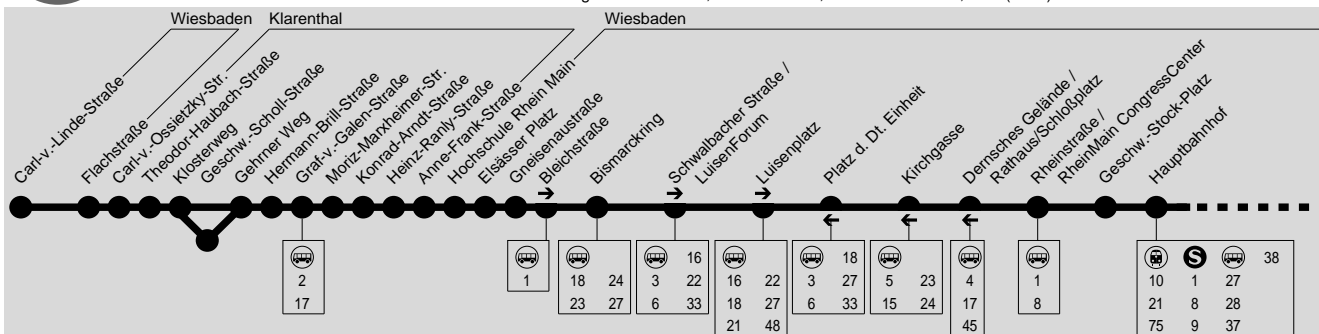 Wiesbaden
Klarenthal
Wiesbaden
Carl-v.-Linde-Straße
Flachstraße
Carl-v.-Ossietzky-Str.
Theodor-Haubach-Straße
Klosterweg
Geschw.-Scholl-Straße
Gehrner Weg
Hermann-Brill-Straße
Graf-v.-Galen-Straße
Moriz-Marxheimer-Str.
Konrad-Arndt-Straße
Heinz-Ranly-Straße
Anne-Frank-Straße
Hochschule Rhein Main
Elsässer Platz
Gneisenaustraße
Bleichstraße
Bismarckring
Schwalbacher Straße /
LuisenForum
Luisenplatz
Platz d. Dt. Einheit
Kirchgasse
Dernsches Gelände /
Rathaus/Schloßplatz
Rheinstraße /
RheinMain CongressCenter
Geschw.-Stock-Platz
Hauptbahnhof
2
17
1
18 24
23 27
16
3 22
6 33
16 22
18 27
21 48
18
3 27
6 33
5 23
15 24
4
17
45
1
8
S 38
10 1 27
21 8 28
75 9 37